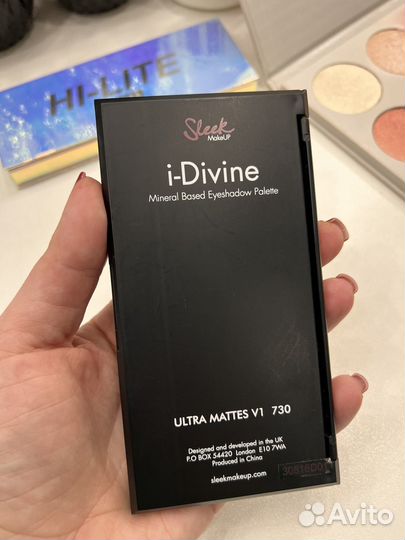 HI-LITE
Sleek
MakeUP
i-Divine
Mineral Based Eyeshadow Palette
ULTRA MATTES V1 730
Designed and developed in the UK
P.O BOX 54420 London E10 7WA
Produced in China
sleekmakeup.com
Avito